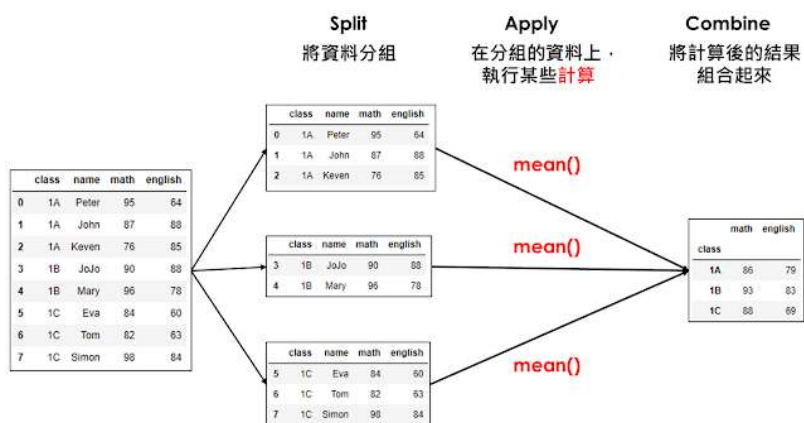 Split
將資料分組
Apply
在分組的資料上，
執行某些計算
Combine
將計算後的結果
組合起來
class name math english
0 1A Peter 95 64
1 1A John 87 88
2 1A Keven 76 85
3 1B JoJo 90 88
4 1B Mary 96 78
5 1C Eva 84 60
6 1C Tom 82 63
7 1C Simon 98 84
class name math english
0 1A Peter 95 64
1 1A John 87 88
2 1A Keven 76 85
class name math english
3 1B JoJo 90 88
4 1B Mary 96 78
class name math english
5 1C Eva 84 60
6 1C Tom 82 63
7 1C Simon 98 84
mean()
mean()
mean()
math english
class
1A 86 79
1B 93 83
1C 88 69